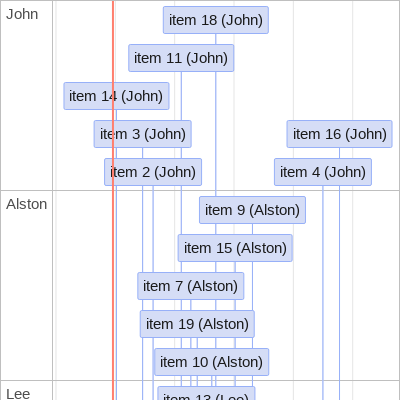 John
item 18 (John)
item 11 (John)
item 14 (John)
item 3 (John)
item 16 (John)
item 2 (John)
item 4 (John)
Alston
item 9 (Alston)
item 15 (Alston)
item 7 (Alston)
item 19 (Alston)
item 10 (Alston)
Lee
item 13 (Lee)